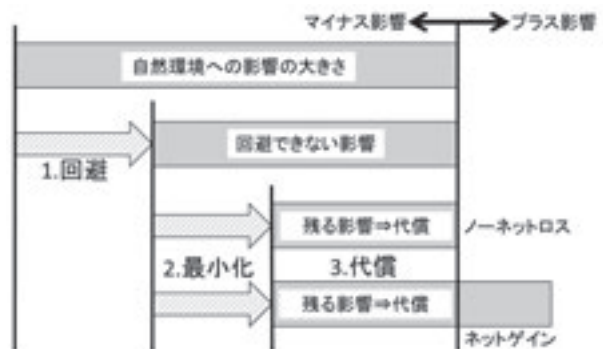 マイナス影響 プラス影響
自然環境への影響の大きさ
回避できない影響
1.回避
残る影響⇒代償 ノーネットロス
2.最小化 3.代償
残る影響⇒代償
ネットゲイン